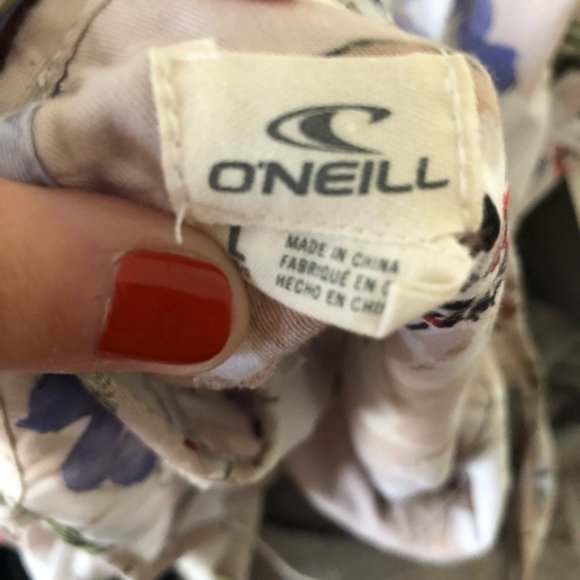 O'NEILL
L
MADE IN CHINA
FABRIQUÉ EN
HECHO EN